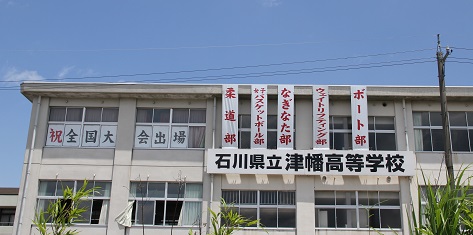 祝全国大会出場
柔道部
女子バスケットボール部
なぎなた部
ウェイトリフティング部
ボート部
石川県立津幡高等学校